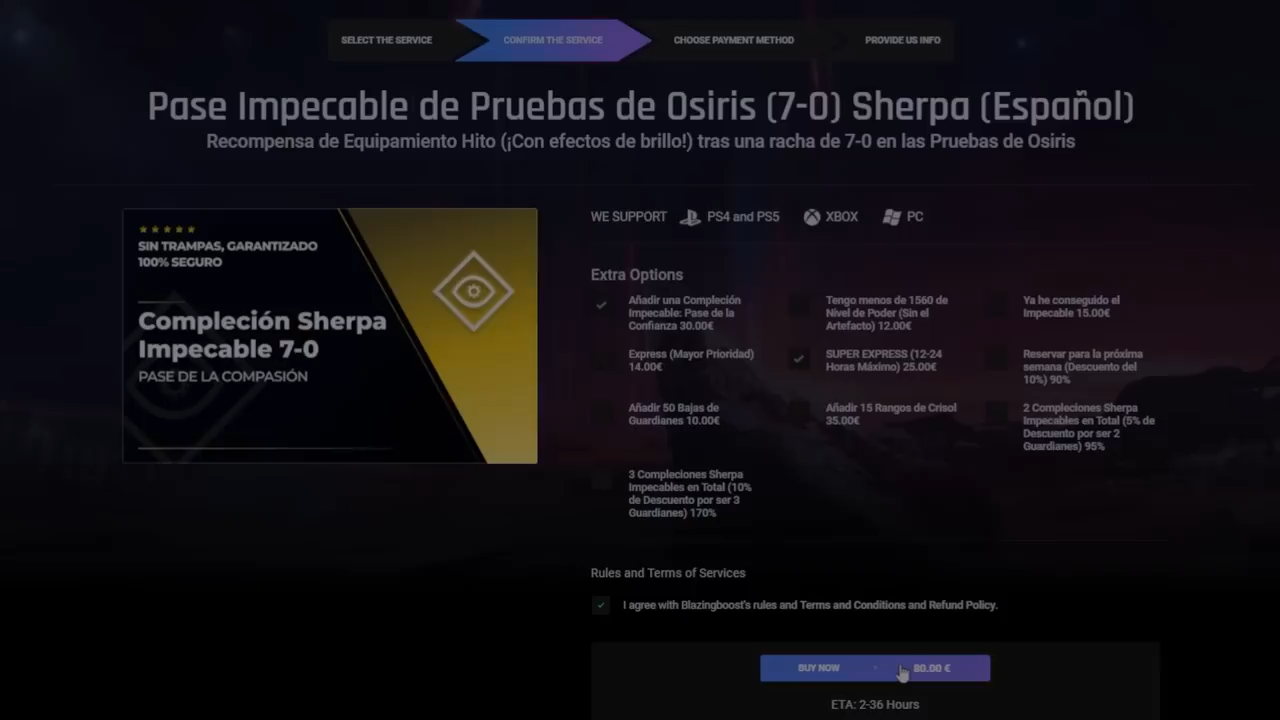 SELECT THE SERVICE
CONFIRM THE SERVICE
CHOOSE PAYMENT METHOD
PROVIDE US INFO
Pase Impecable de Pruebas de Osiris (7-0) Sherpa (Español)
Recompensa de Equipamiento Hito (¡Con efectos de brillo!) tras una racha de 7-0 en las Pruebas de Osiris
SIN TRAMPAS, GARANTIZADO
100% SEGURO
Compleción Sherpa
Impecable 7-0
PASE DE LA COMPASIÓN
WE SUPPORT PS4 and PS5 XBOX PC
Extra Options
Añadir una Compleción
Impecable: Pase de la
Confianza 30.00€
Tengo menos de 1560 de
Nivel de Poder (Sin el
Artefacto) 12.00€
Ya he conseguido el
Impecable 15.00€
Express (Mayor Prioridad)
14.00€
SUPER EXPRESS (12-24
Horas Máximo) 25.00€
Reservar para la próxima
semana (Descuento del
10%) 90%
Añadir 50 Bajas de
Guardianes 10.00€
Añadir 15 Rangos de Crisol
35.00€
2 Compleciones Sherpa
Impecables en Total (5% de
Descuento por ser 2
Guardianes) 95%
3 Compleciones Sherpa
Impecables en Total (10%
de Descuento por ser 3
Guardianes) 170%
Rules and Terms of Services
I agree with Blazingboost's rules and Terms and Conditions and Refund Policy.
BUY NOW 80.00 €
ETA: 2-36 Hours